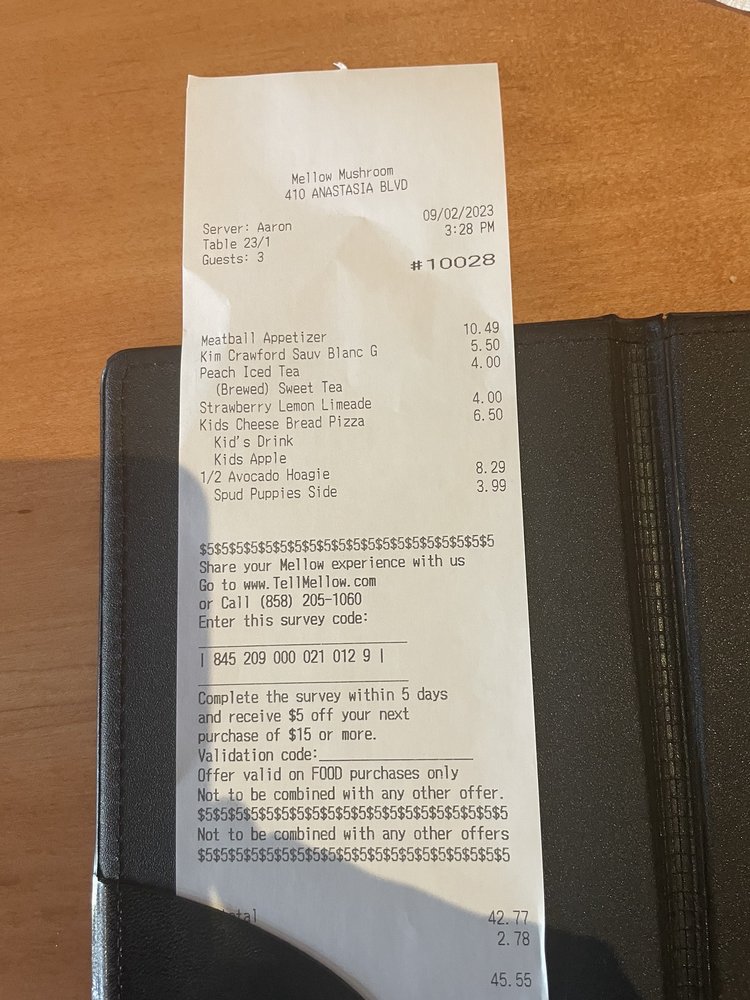 Mellow Mushroom
410 ANASTASIA BLVD
09/02/2023
Server: Aaron 3:28 PM
Table 23/1
Guests: 3 #10028
Meatball Appetizer 10.49
Kim Crawford Sauv Blanc G 5.50
Peach Iced Tea 4.00
(Brewed) Sweet Tea
Strawberry Lemon Limeade 4.00
Kids Cheese Bread Pizza 6.50
Kid's Drink
Kids Apple
1/2 Avocado Hoagie 8.29
Spud Puppies Side 3.99
$5$5$5$5$5$5$5$5$5$5$5$5$5$5$5$5$5$5$5$5
Share your Mellow experience with us
Go to www.TellMellow.com
or Call (858) 205-1060
Enter this survey code:
| 845 209 000 021 012 9 |
Complete the survey within 5 days
and receive $5 off your next
purchase of $15 or more.
Validation code:____________________
Offer valid on FOOD purchases only
Not to be combined with any other offer.
$5$5$5$5$5$5$5$5$5$5$5$5$5$5$5$5$5$5$5$5
Not to be combined with any other offers
$5$5$5$5$5$5$5$5$5$5$5$5$5$5$5$5$5$5$5$5
42.77
2.78
45.55